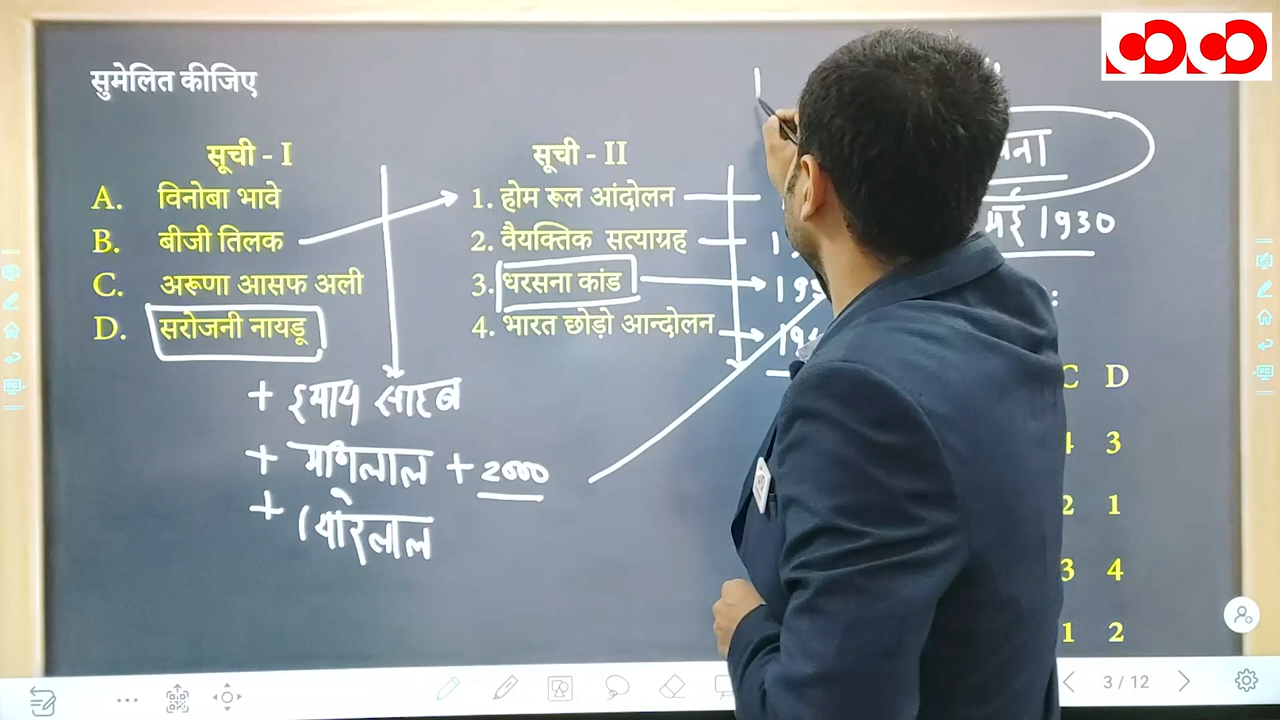 सुमेलित कीजिए
सूची - I
A. विनोबा भावे
B. बीजी तिलक
C. अरूणा आसफ अली
D. सरोजनी नायडू
सूची - II
1. होम रूल आंदोलन
2. वैयक्तिक सत्याग्रह
3. धरसना कांड
4. भारत छोड़ो आन्दोलन
मई 1930
+ इमाम साहब
+ मणिलाल + 2000
+
C D
4 3
2 1
3 4
1 2
3 / 12